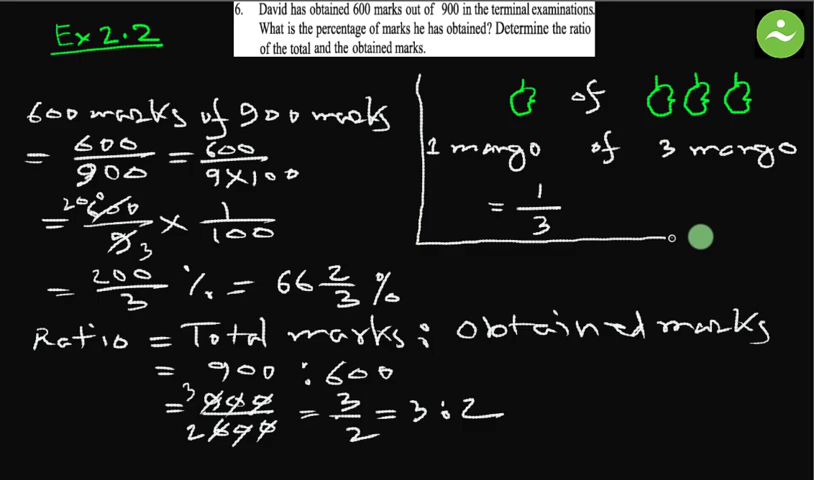 Ex 2.2
6. David has obtained 600 marks out of 900 in the terminal examinations.
What is the percentage of marks he has obtained? Determine the ratio
of the total and the obtained marks.
600 marks of 900 marks
= 600/900 = 600/9×100
= 200 600/9 3 × 1/100
= 200/3 % = 66 2/3 %
of
1 mango of 3 mango
= 1/3
Ratio = Total marks : obtained marks
= 900 : 600
= 3 900/2 600 = 3/2 = 3 : 2